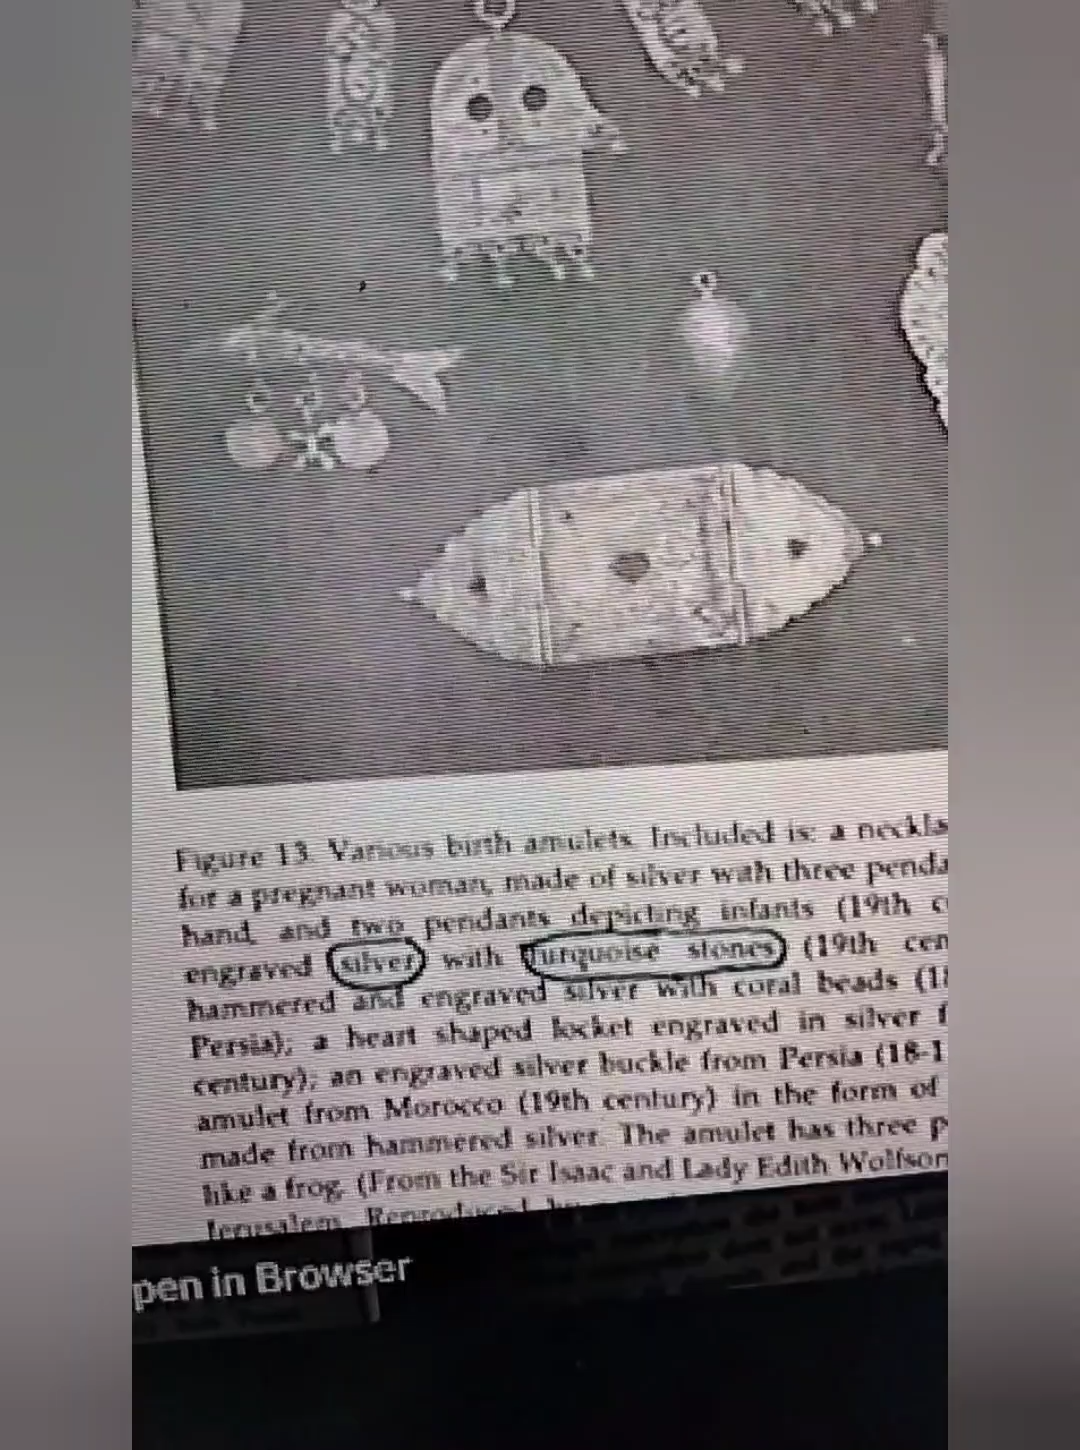 Figure 13. Various birth amulets. Included is: a neckla
for a pregnant woman, made of silver with three penda
hand, and two pendants depicting infants (19th c
engraved silver with turquoise stones (19th cen
hammered and engraved silver with coral beads (18
Persia); a heart shaped locket engraved in silver f
century); an engraved silver buckle from Persia (18-1
amulet from Morocco (19th century) in the form of
made from hammered silver. The amulet has three p
like a frog. (From the Sir Isaac and Lady Edith Wolfson
Jerusalem. Reproduced by
pen in Browser